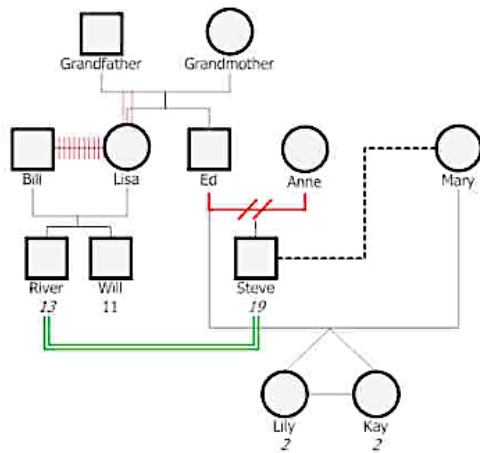 Grandfather Grandmother
Bill Lisa Ed Anne Mary
River Will Steve
13 11 19
Lily Kay
2 2